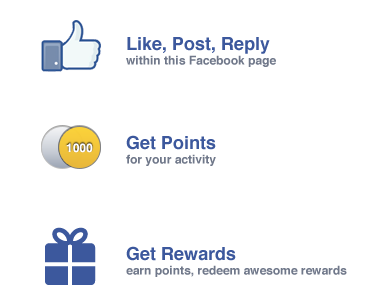 Like, Post, Reply
within this Facebook page
1000
Get Points
for your activity
Get Rewards
earn points, redeem awesome rewards